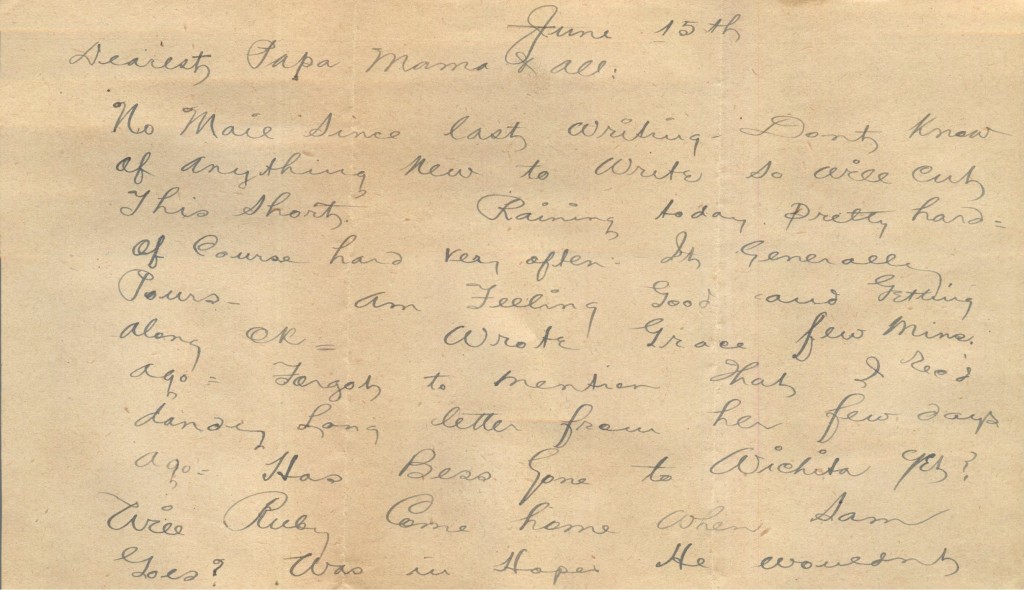 June 15th
Dearest Papa Mama & all:
No Mail Since last writing - Dont Know
of anything New to Write so will cut
This short. Raining today Pretty hard -
Of Course hard very often - It Generally
Pours - Am Feeling Good and Getting
along OK = Wrote Grace few Mins.
ago = Forgot to mention That I Rec'd
dandy Long letter from her few days
ago = Has Bess Gone to Wichita Yet?
Will Ruby Come home when Sam
Goes? Was in Hopes He wouldn't